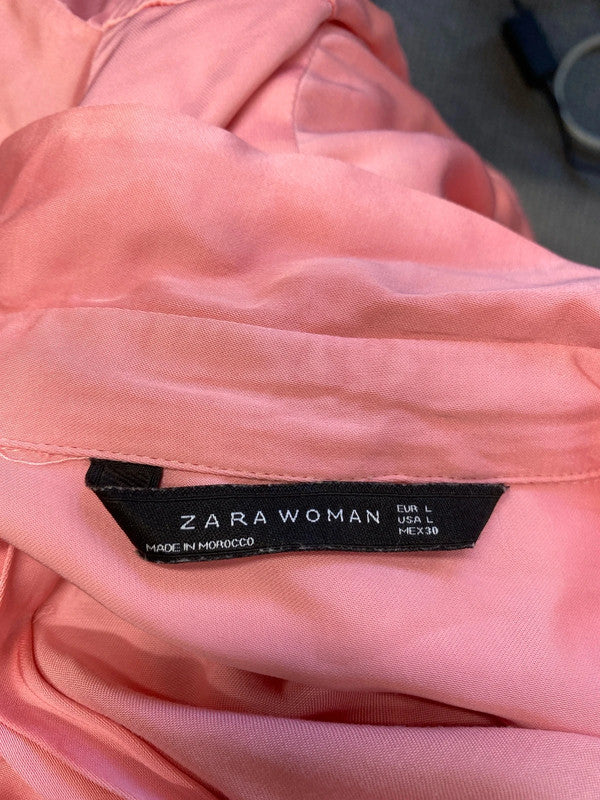 ZARA WOMAN
EUR L
USA L
MEX 30
MADE IN MOROCCO